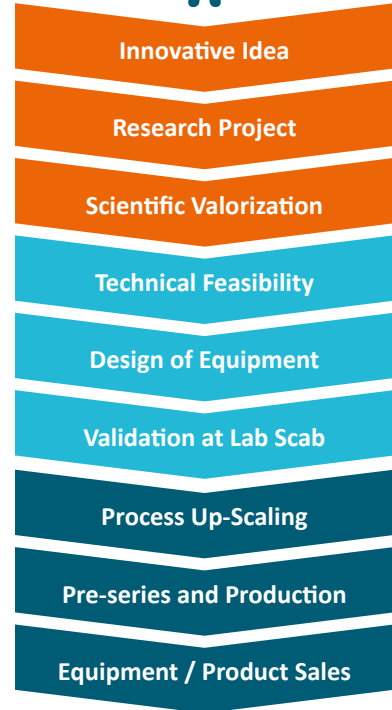 Innovative Idea
Research Project
Scientific Valorization
Technical Feasibility
Design of Equipment
Validation at Lab Scab
Process Up-Scaling
Pre-series and Production
Equipment / Product Sales